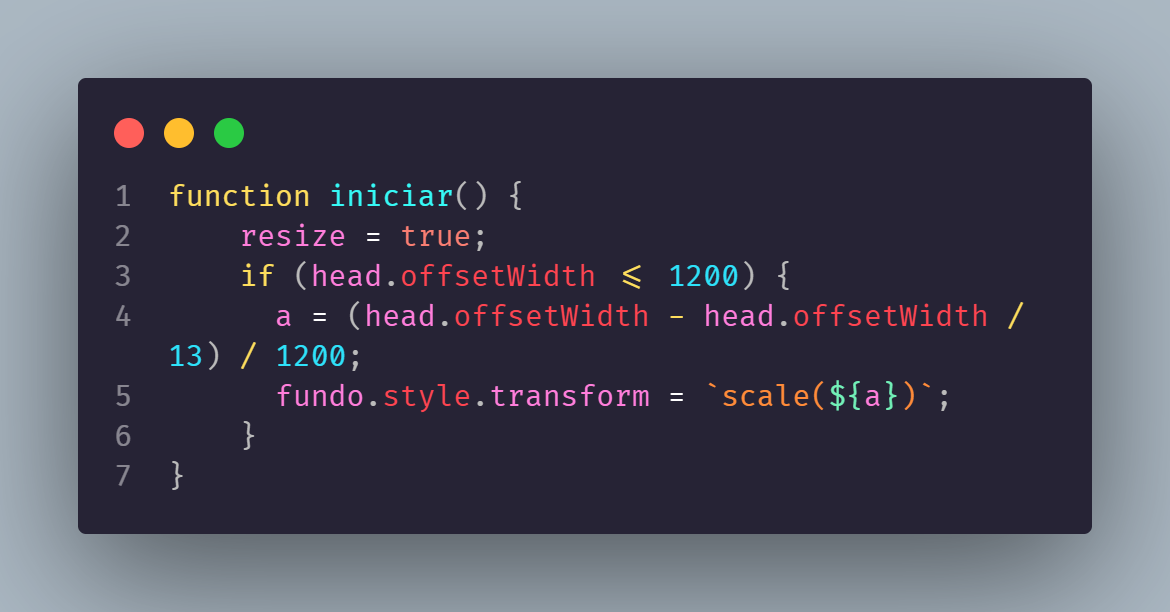 1 function iniciar() {
2 resize = true;
3 if (head.offsetWidth <= 1200) {
4 a = (head.offsetWidth - head.offsetWidth /
13) / 1200;
5 fundo.style.transform = `scale(${a})`;
6 }
7 }